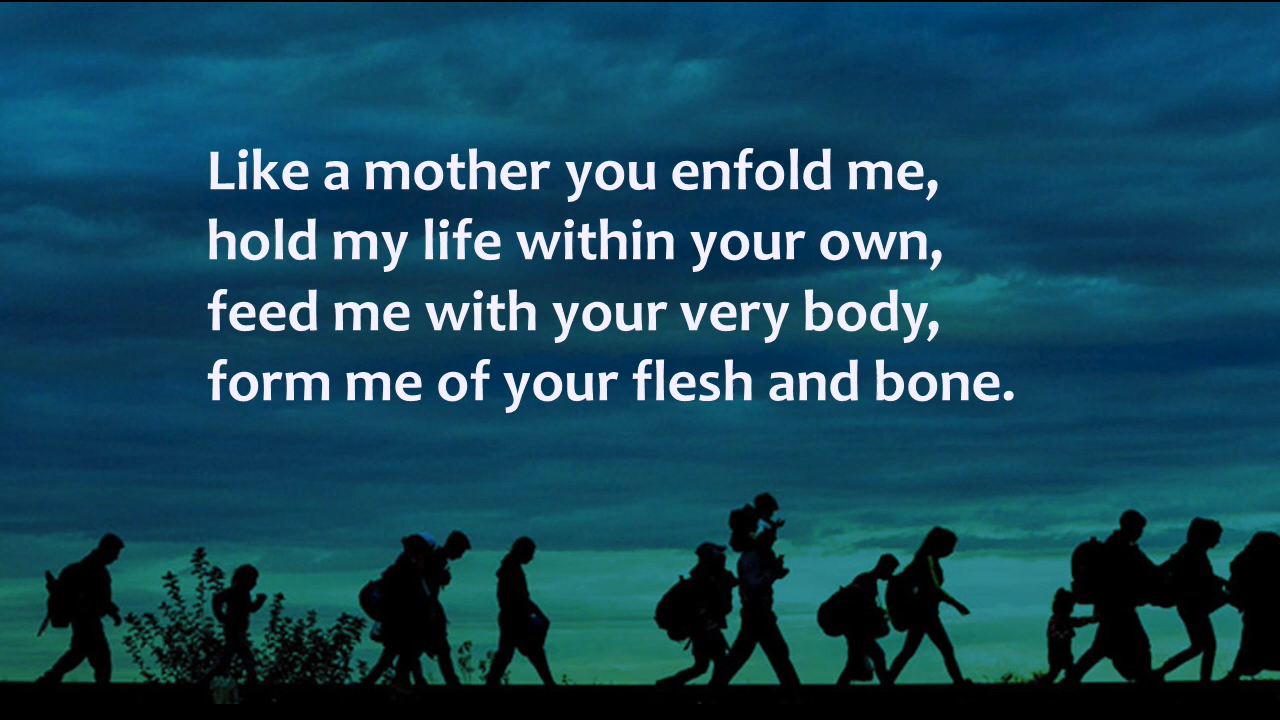 Like a mother you enfold me,
hold my life within your own,
feed me with your very body,
form me of your flesh and bone.